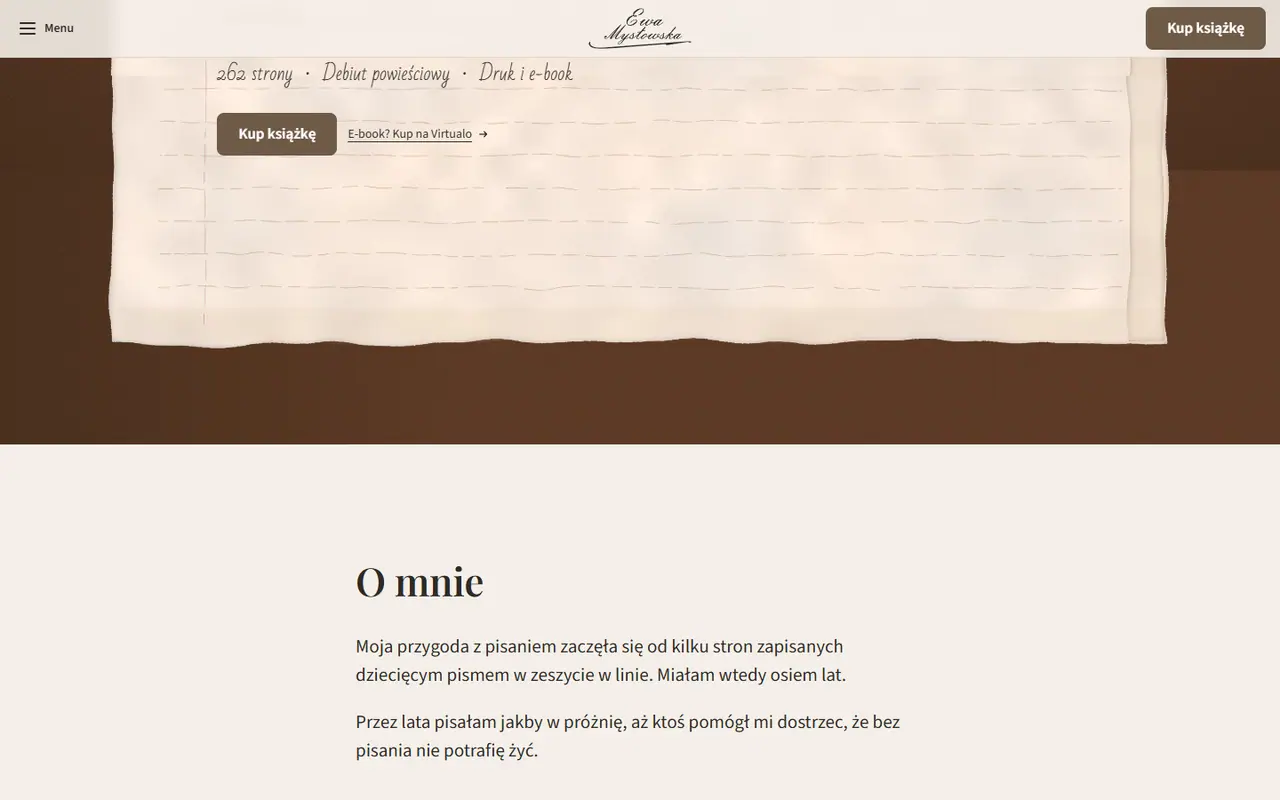 Menu
Ewa
Mysłowska
Kup książkę
262 strony · Debiut powieściowy · Druk i e-book
Kup książkę
E-book? Kup na Virtualo →
O mnie
Moja przygoda z pisaniem zaczęła się od kilku stron zapisanych
dziecięcym pismem w zeszycie w linie. Miałam wtedy osiem lat.
Przez lata pisałam jakby w próżnię, aż ktoś pomógł mi dostrzec, że bez
pisania nie potrafię żyć.